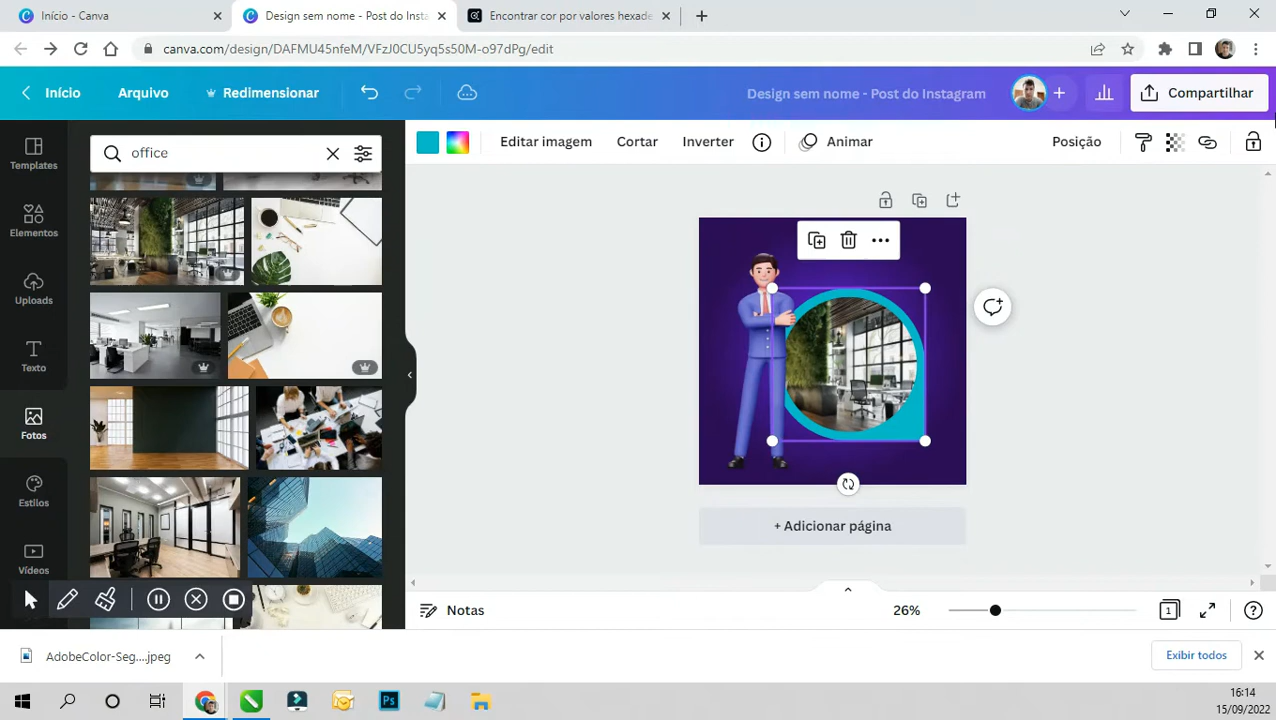 Início - Canva
Design sem nome - Post do Insta
Encontrar cor por valores hexade
canva.com/design/DAFMU45nfeM/VFzJ0CU5yq5s50M-o97dPg/edit
Início
Arquivo
Redimensionar
Design sem nome - Post do Instagram
Compartilhar
Templates
Elementos
Uploads
Texto
Fotos
Estilos
Vídeos
office
Editar imagem
Cortar
Inverter
Animar
Posição
+ Adicionar página
Notas
26%
1
AdobeColor-Seg....jpeg
Exibir todos
Ps
16:14
15/09/2022